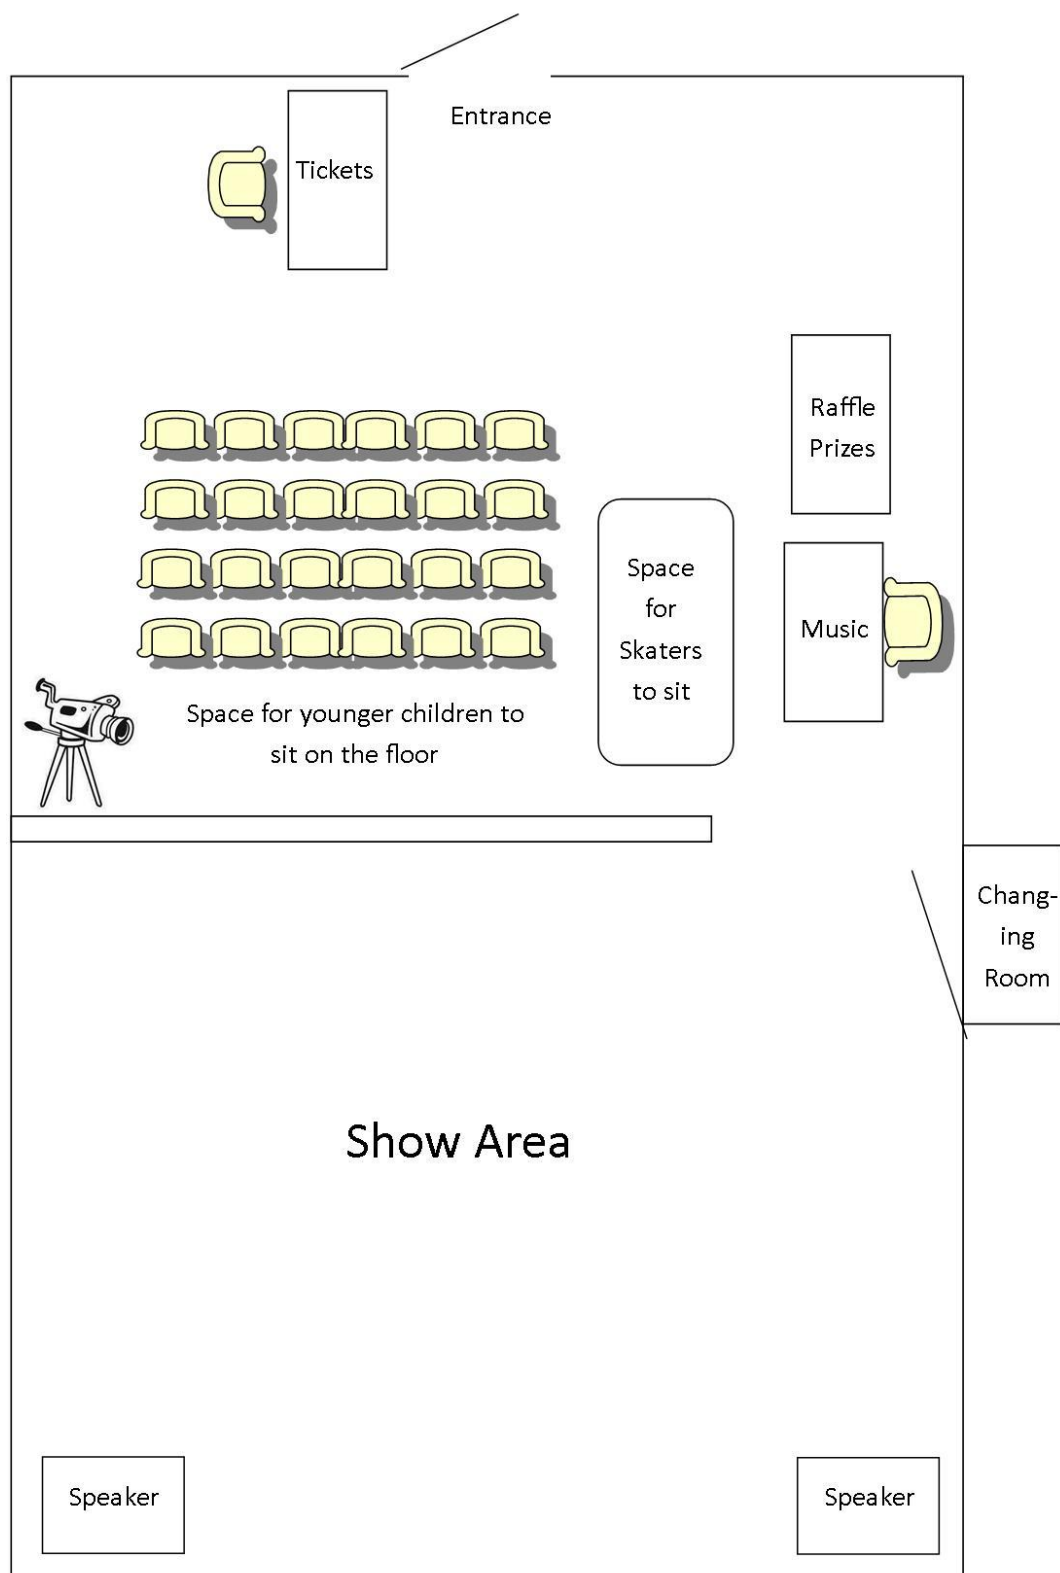 Entrance
Tickets
Raffle
Prizes
Space
for
Skaters
to sit
Music
Space for younger children to
sit on the floor
Chang-
ing
Room
Show Area
Speaker
Speaker